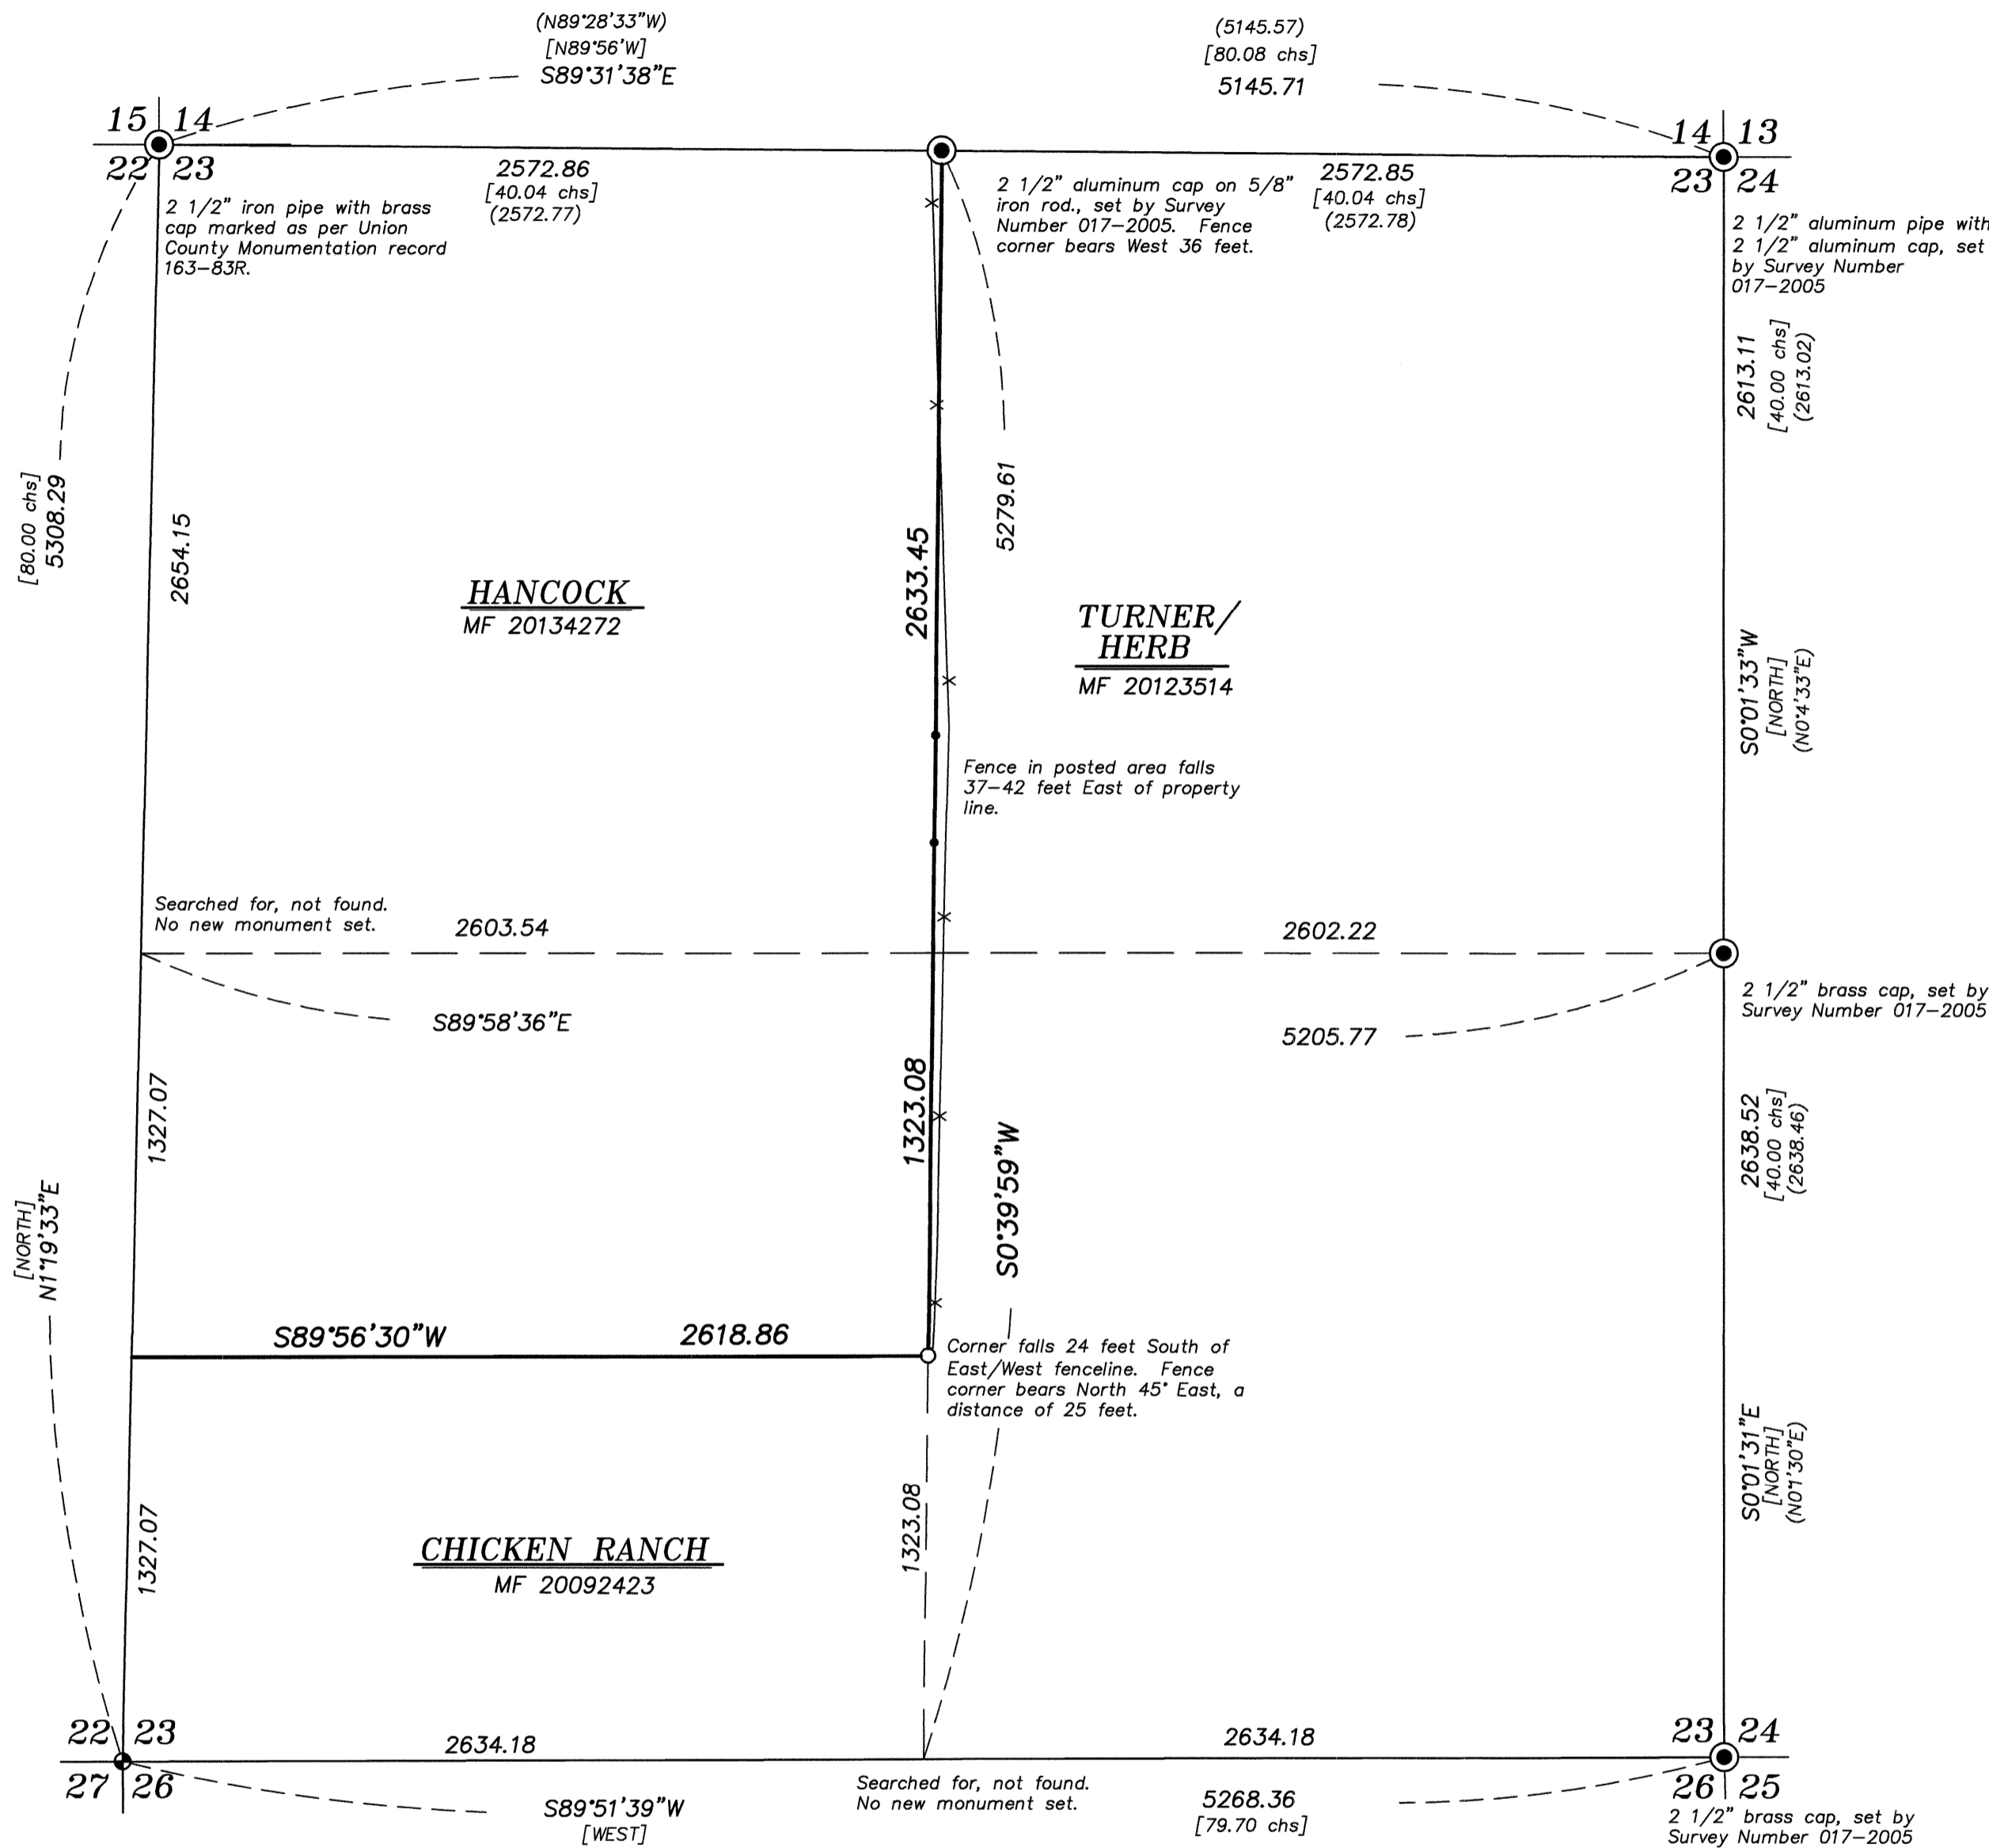 (N89°28'33"W)
[N89°56'W]
S89°31'38"E
(5145.57)
[80.08 chs]
5145.71
15 14
22 23
14 13
23 24
2572.86
[40.04 chs]
(2572.77)
2572.85
[40.04 chs]
(2572.78)
2 1/2" iron pipe with brass
cap marked as per Union
County Monumentation record
163-83R.
2 1/2" aluminum cap on 5/8"
iron rod., set by Survey
Number 017-2005. Fence
corner bears West 36 feet.
2 1/2" aluminum pipe with
2 1/2" aluminum cap, set
by Survey Number
017-2005
2613.11
[40.00 chs]
(2613.02)
[80.00 chs]
5308.29
2654.15
5279.61
2633.45
HANCOCK
MF 20134272
TURNER/
HERB
MF 20123514
S0°01'33"W
[NORTH]
(N0°4'33"E)
Fence in posted area falls
37-42 feet East of property
line.
Searched for, not found.
No new monument set.
2603.54
2602.22
S89°58'36"E
5205.77
2 1/2" brass cap, set by
Survey Number 017-2005
1327.07
1323.08
S0°39'59"W
2638.52
[40.00 chs]
(2638.46)
[NORTH]
N1°19'33"E
S89°56'30"W
2618.86
Corner falls 24 feet South of
East/West fenceline. Fence
corner bears North 45° East, a
distance of 25 feet.
S0°01'31"E
[NORTH]
(N0°1'30"E)
1327.07
1323.08
CHICKEN RANCH
MF 20092423
22 23
27 26
2634.18
2634.18
23 24
26 25
S89°51'39"W
[WEST]
Searched for, not found.
No new monument set.
5268.36
[79.70 chs]
2 1/2" brass cap, set by
Survey Number 017-2005